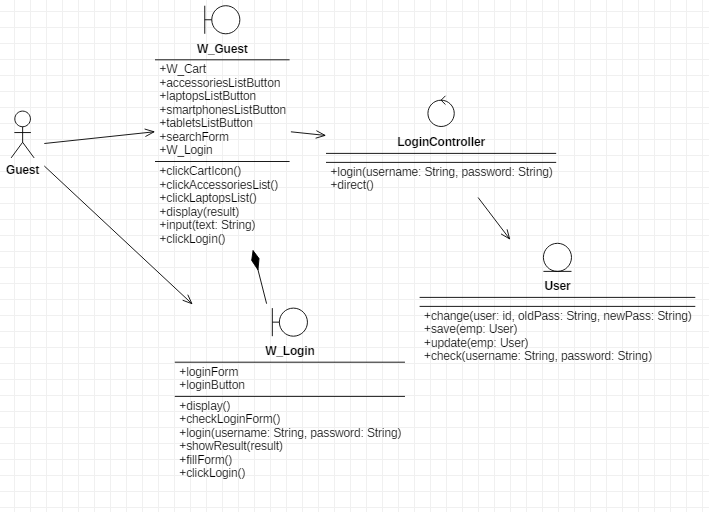 W_Guest
+W_Cart
+accessoriesListButton
+laptopsListButton
+smartphonesListButton
+tabletsListButton
+searchForm
+W_Login
+clickCartIcon()
+clickAccessoriesList()
+clickLaptopsList()
+display(result)
+input(text: String)
+clickLogin()
Guest
LoginController
+login(username: String, password: String)
+direct()
User
+change(user: id, oldPass: String, newPass: String)
+save(emp: User)
+update(emp: User)
+check(username: String, password: String)
W_Login
+loginForm
+loginButton
+display()
+checkLoginForm()
+login(username: String, password: String)
+showResult(result)
+fillForm()
+clickLogin()